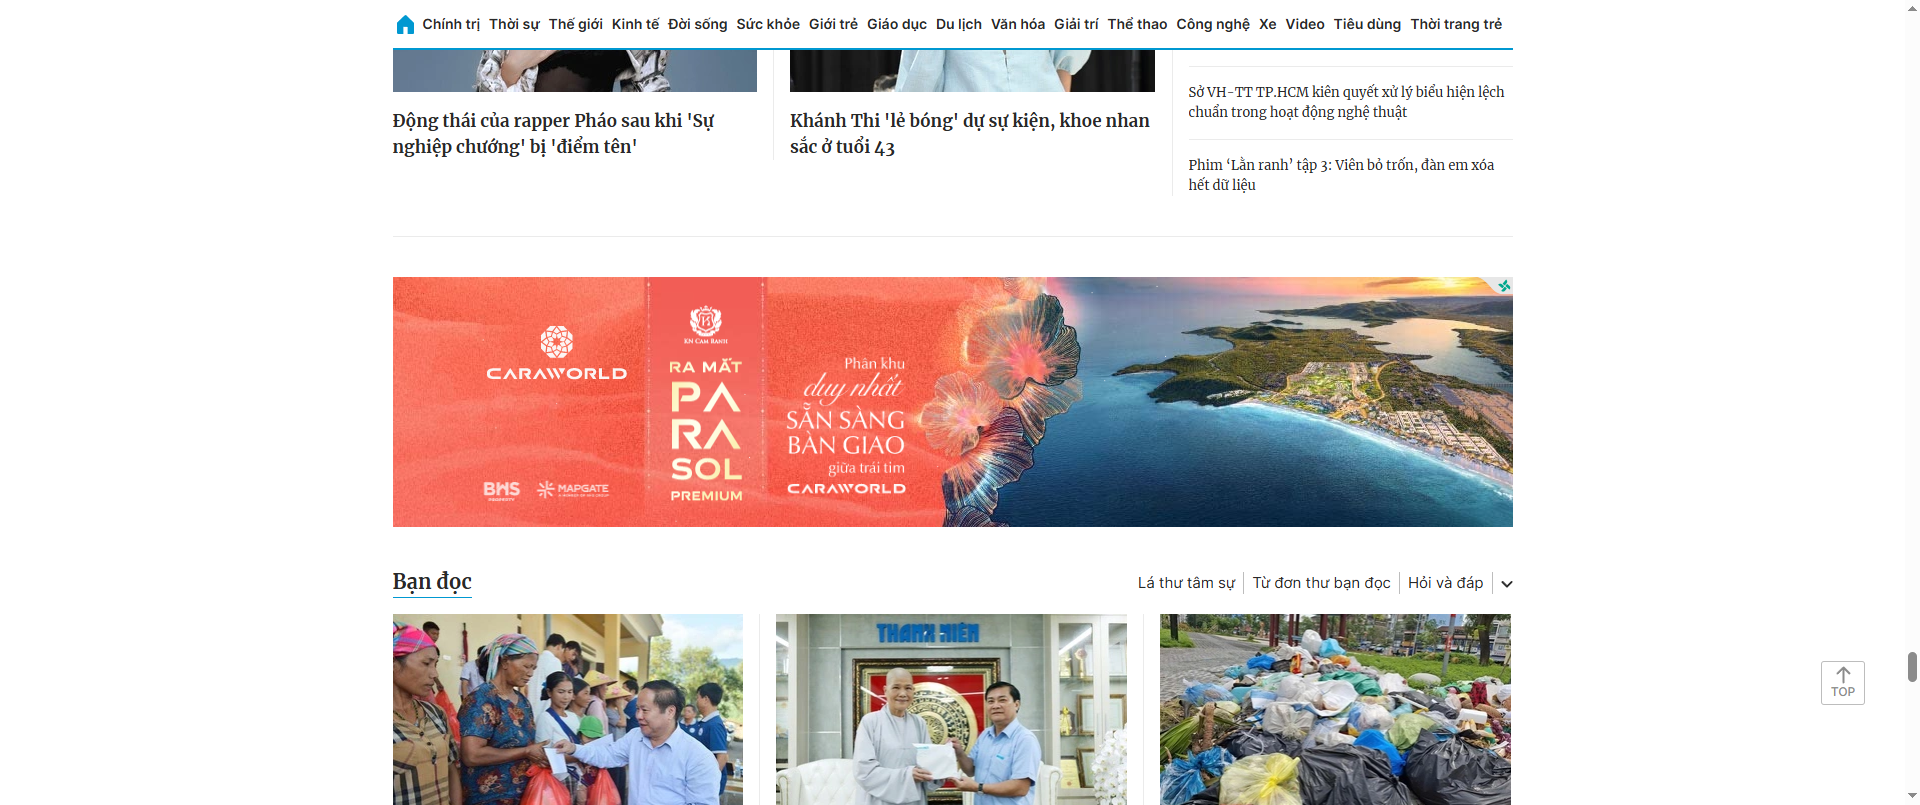 Chính trị Thời sự Thế giới Kinh tế Đời sống Sức khỏe Giới trẻ Giáo dục Du lịch Văn hóa Giải trí Thể thao Công nghệ Xe Video Tiêu dùng Thời trang trẻ
Động thái của rapper Pháo sau khi 'Sự
nghiệp chướng' bị 'điểm tên'
Khánh Thi 'lẻ bóng' dự sự kiện, khoe nhan
sắc ở tuổi 43
Sở VH-TT TP.HCM kiên quyết xử lý biểu hiện lệch
chuẩn trong hoạt động nghệ thuật
Phim ‘Lằn ranh’ tập 3: Viên bỏ trốn, đàn em xóa
hết dữ liệu
CARAWORLD
BHS
PROPERTY
MAPGATE
KN CAM RANH
RA MẮT
PA
RA
SOL
PREMIUM
Phân khu
duy nhất
SẴN SÀNG
BÀN GIAO
giữa trái tim
CARAWORLD
Bạn đọc
Lá thư tâm sự Từ đơn thư bạn đọc Hỏi và đáp
THANH NIÊN
TOP